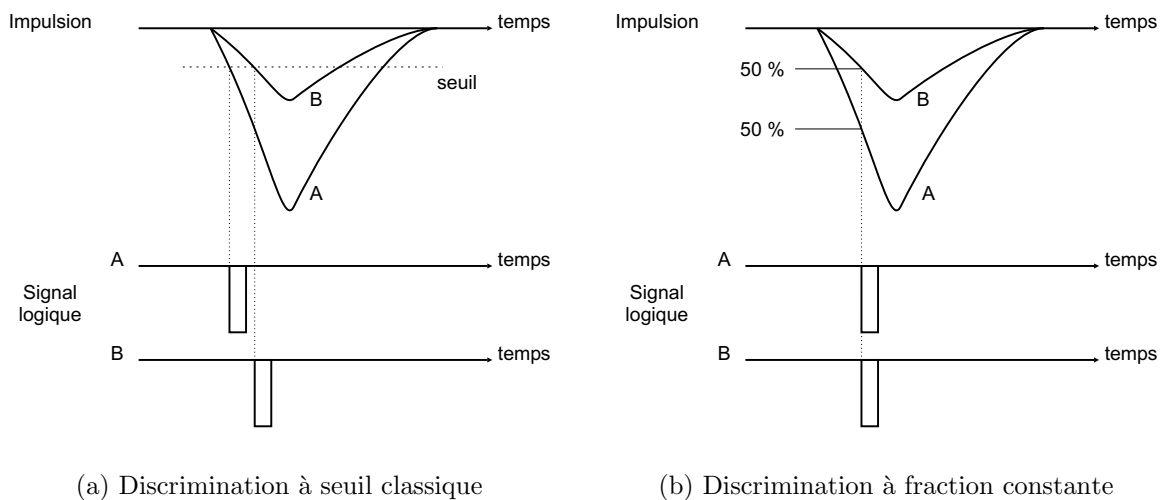 Impulsion
temps
seuil
B
A
A
temps
Signal
logique
B
temps
(a) Discrimination à seuil classique
Impulsion
temps
50 %
B
50 %
A
A
temps
Signal
logique
B
temps
(b) Discrimination à fraction constante